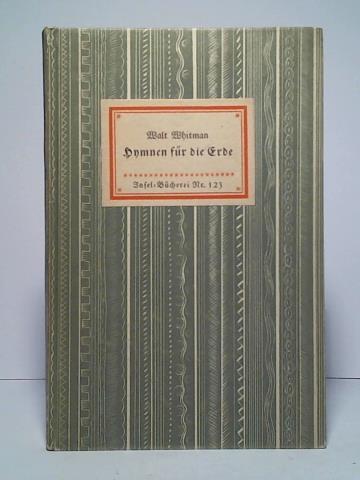 Walt Whitman
Hymnen für die Erde
Insel-Bücherei Nr. 123